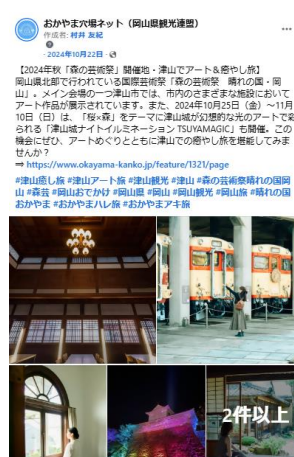 おかやま穴場ネット（岡山県観光連盟）
作成者: 村井 友紀
· 2024年10月22日 ·
【2024年秋「森の芸術祭」開催地・津山でアート＆癒やし旅】
岡山県北部で行われている国際芸術祭「森の芸術祭 晴れの国・岡
山」。メイン会場の一つ津山市では、市内のさまざまな施設において
アート作品が展示されています。また、2024年10月25日（金）～11月
10日（日）は、「桜×森」をテーマに津山城が幻想的な光のアートで彩
られる「津山城ナイトイルミネーション TSUYAMAGIC」も開催。この
機会にぜひ、アートめぐりとともに津山での癒やし旅を堪能してみま
せんか？
⇒ https://www.okayama-kanko.jp/feature/1321/page
#津山癒し旅 #津山アート旅 #津山観光 #津山 #森の芸術祭晴れの国岡
山 #森芸 #岡山おでかけ #岡山県 #岡山 #岡山観光 #岡山旅 #晴れの国
おかやま #おかやまハレ旅 #おかやまアキ旅
2件以上